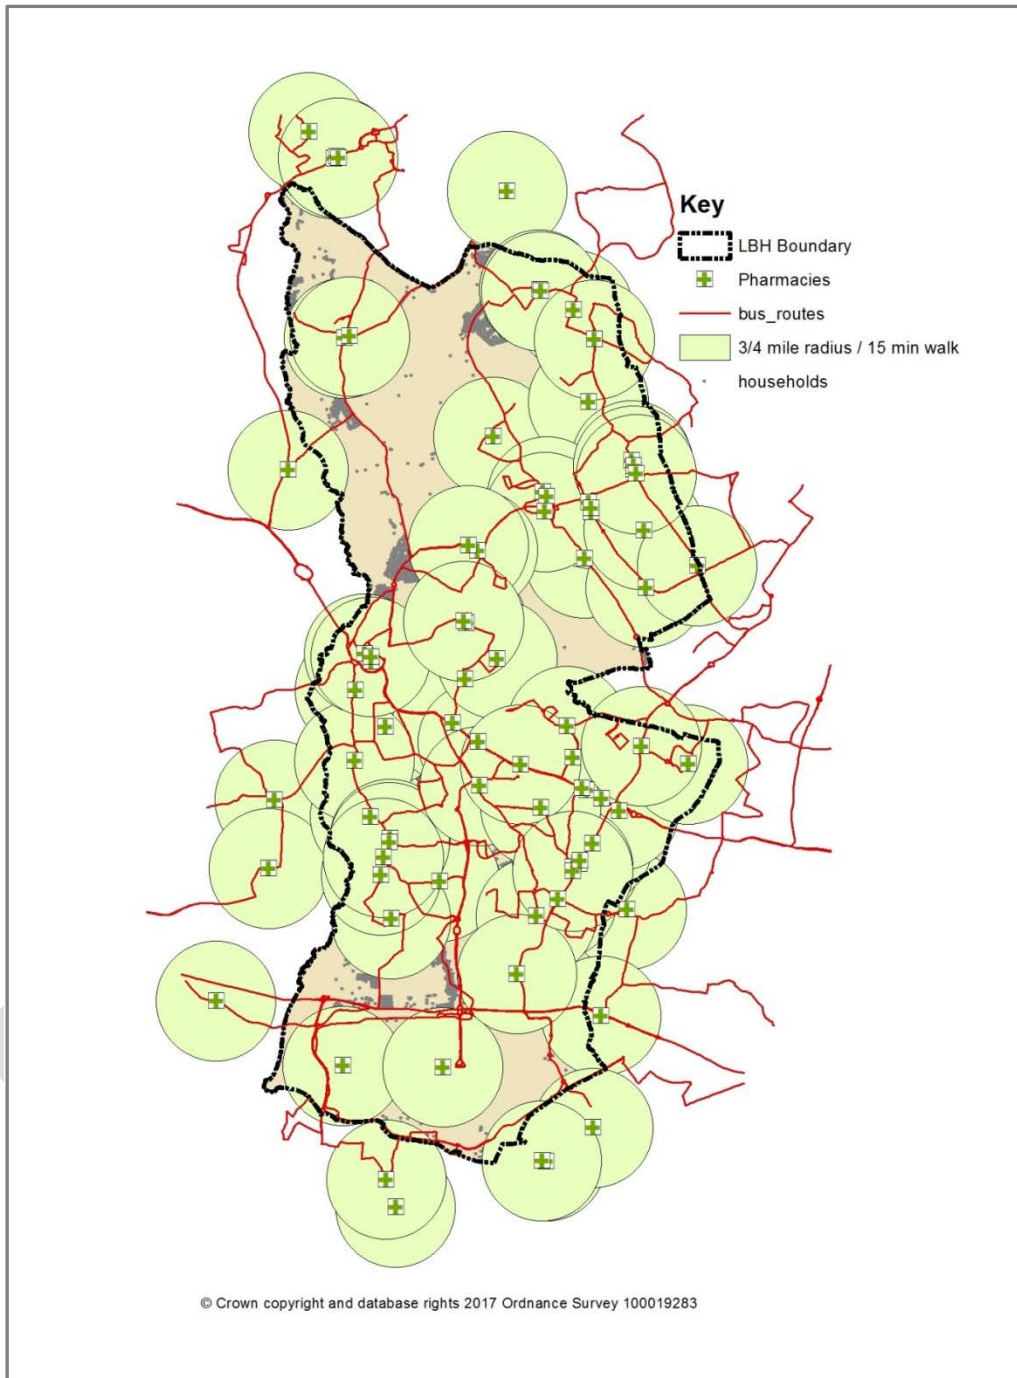 Key
LBH Boundary
Pharmacies
bus_routes
3/4 mile radius / 15 min walk
households
© Crown copyright and database rights 2017 Ordnance Survey 100019283